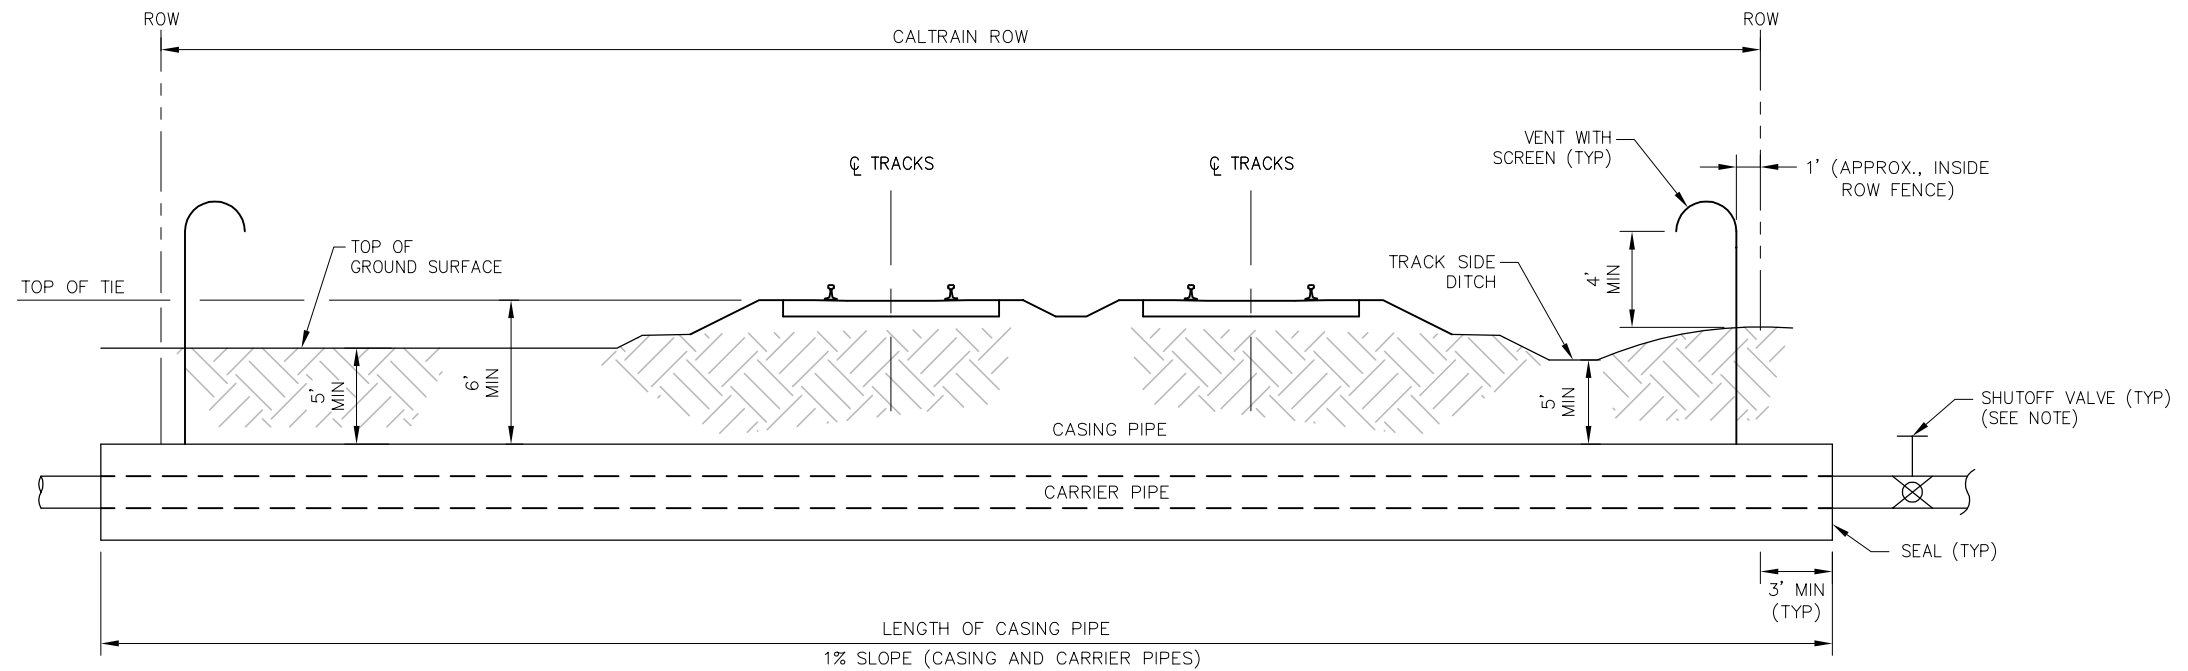 ROW
ROW
CALTRAIN ROW
VENT WITH
SCREEN (TYP)
℄ TRACKS
℄ TRACKS
1' (APPROX., INSIDE
ROW FENCE)
TOP OF
GROUND SURFACE
TRACK SIDE
DITCH
TOP OF TIE
4'
MIN
5'
MIN
6'
MIN
5'
MIN
SHUTOFF VALVE (TYP)
(SEE NOTE)
CASING PIPE
CARRIER PIPE
SEAL (TYP)
3' MIN
(TYP)
LENGTH OF CASING PIPE
1% SLOPE (CASING AND CARRIER PIPES)